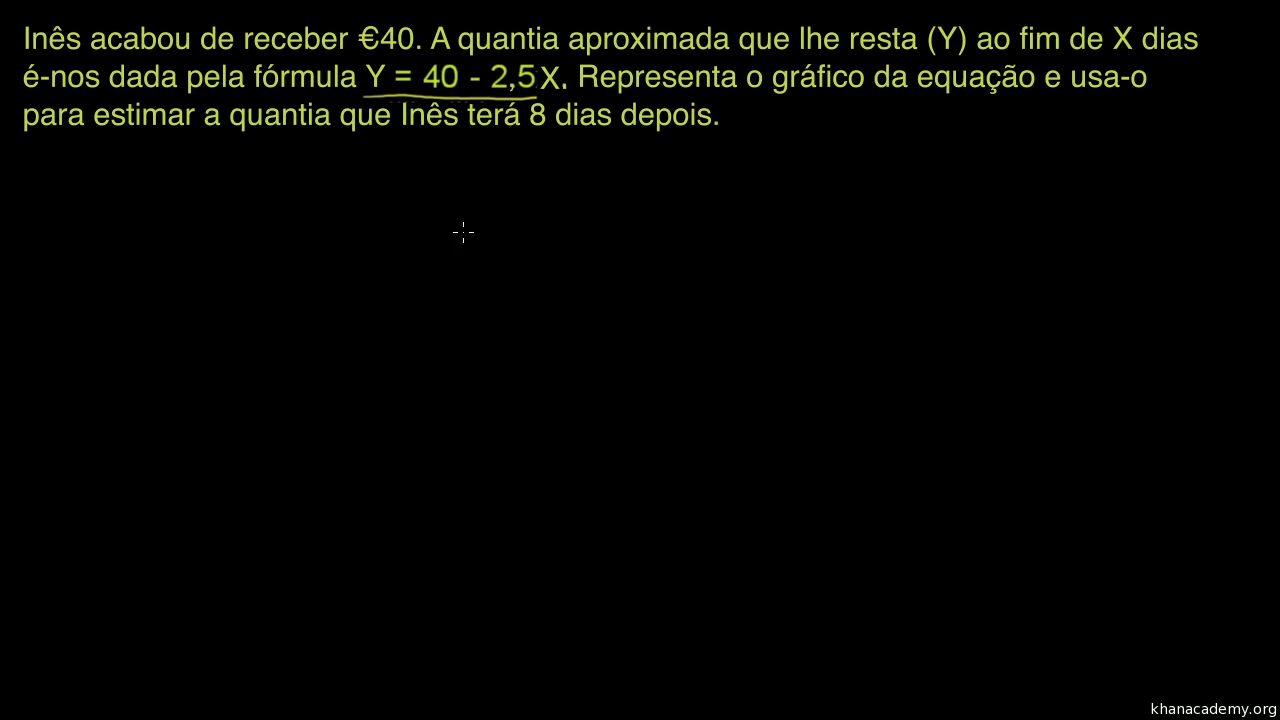 Inês acabou de receber €40. A quantia aproximada que lhe resta (Y) ao fim de X dias
é-nos dada pela fórmula Y = 40 - 2,5X. Representa o gráfico da equação e usa-o
para estimar a quantia que Inês terá 8 dias depois.
khanacademy.org